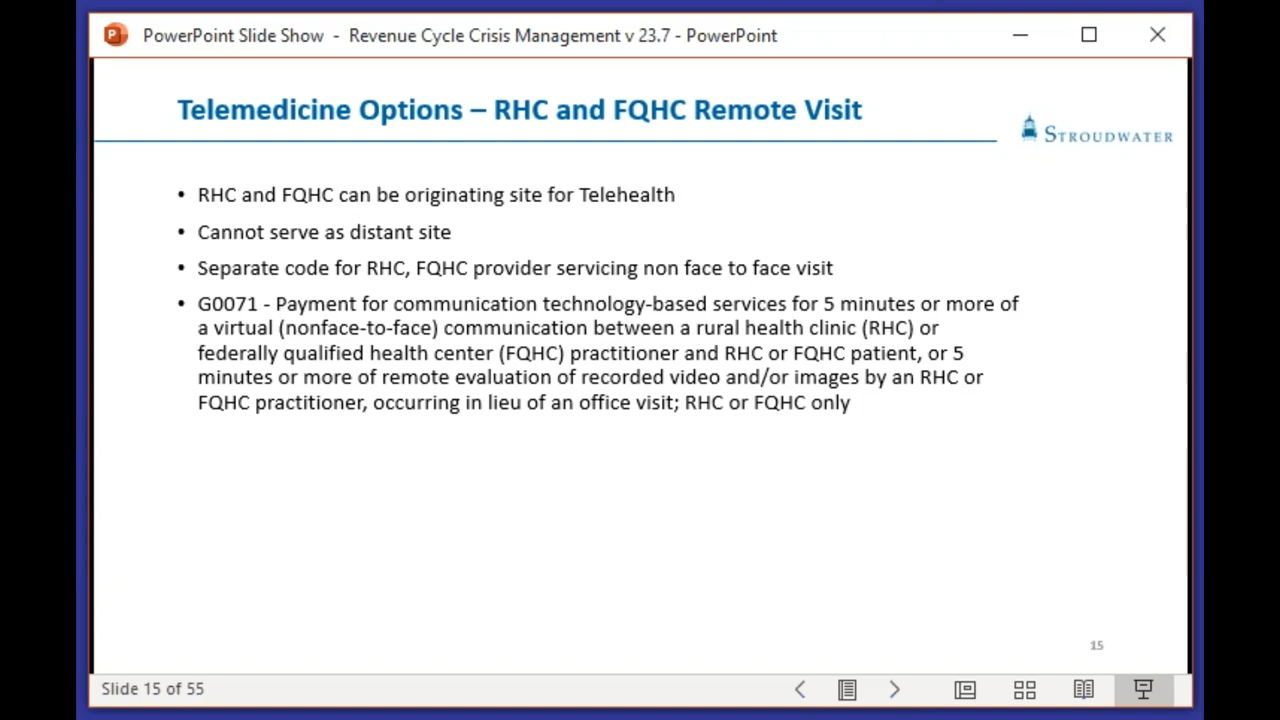 PowerPoint Slide Show - Revenue Cycle Crisis Management v 23.7 - PowerPoint
Telemedicine Options – RHC and FQHC Remote Visit
STROUDWATER
• RHC and FQHC can be originating site for Telehealth
• Cannot serve as distant site
• Separate code for RHC, FQHC provider servicing non face to face visit
• G0071 - Payment for communication technology-based services for 5 minutes or more of
a virtual (nonface-to-face) communication between a rural health clinic (RHC) or
federally qualified health center (FQHC) practitioner and RHC or FQHC patient, or 5
minutes or more of remote evaluation of recorded video and/or images by an RHC or
FQHC practitioner, occurring in lieu of an office visit; RHC or FQHC only
15
Slide 15 of 55